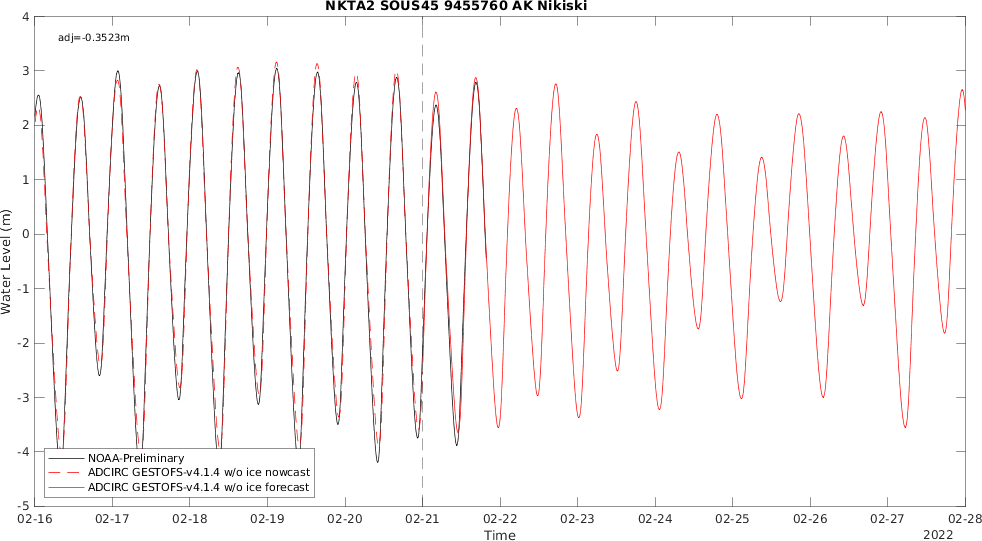 NKTA2 SOUS45 9455760 AK Nikiski
adj=-0.3523m
4
3
2
1
0
-1
-2
-3
-4
-5
Water Level (m)
NOAA-Preliminary
ADCIRC GESTOFS-v4.1.4 w/o ice nowcast
ADCIRC GESTOFS-v4.1.4 w/o ice forecast
02-16 02-17 02-18 02-19 02-20 02-21 02-22 02-23 02-24 02-25 02-26 02-27 02-28
Time
2022